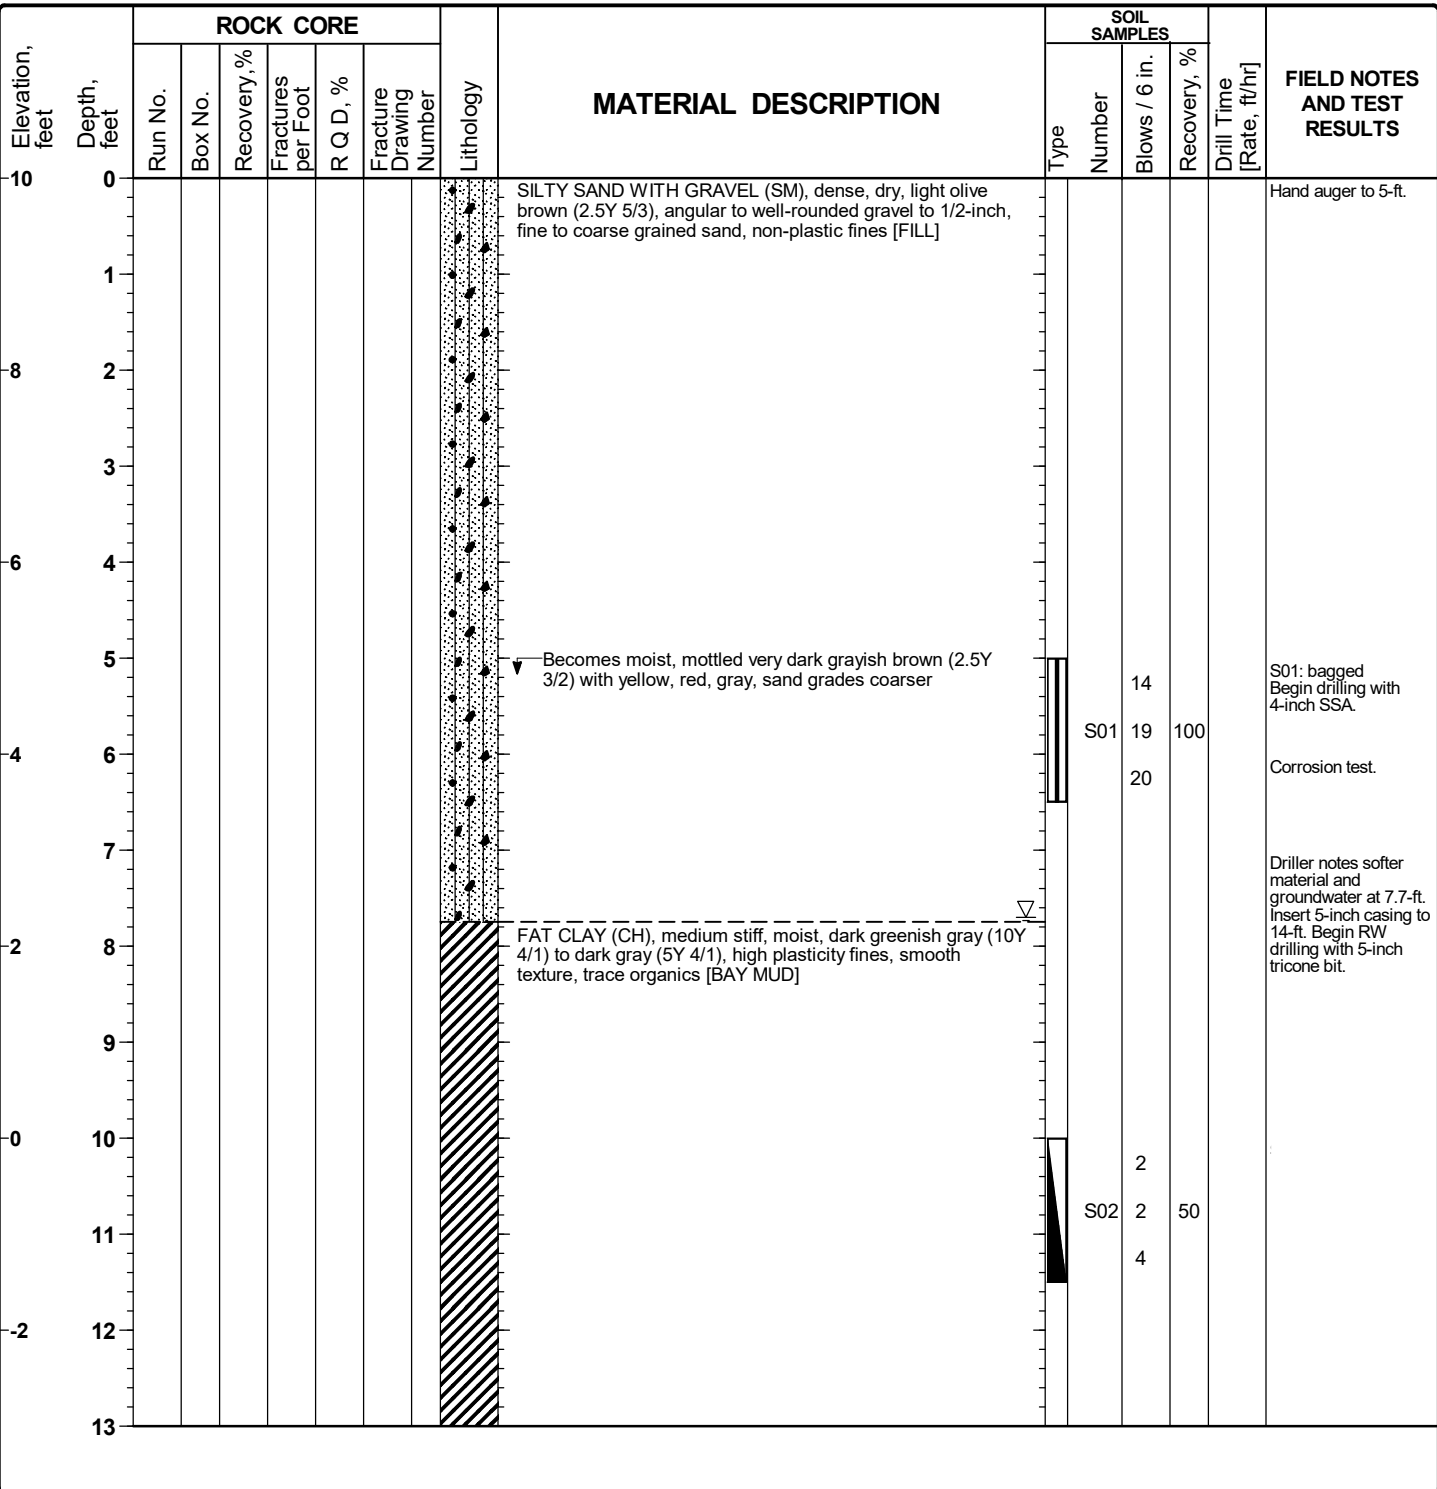 ROCK CORE
SOIL
SAMPLES
Elevation,
feet
Depth,
feet
Run No.
Box No.
Recovery,%
Fractures
per Foot
R Q D, %
Fracture
Drawing
Number
Lithology
MATERIAL DESCRIPTION
Type
Number
Blows / 6 in.
Recovery, %
Drill Time
[Rate, ft/hr]
FIELD NOTES
AND TEST
RESULTS
10 0
SILTY SAND WITH GRAVEL (SM), dense, dry, light olive
brown (2.5Y 5/3), angular to well-rounded gravel to 1/2-inch,
fine to coarse grained sand, non-plastic fines [FILL]
Hand auger to 5-ft.
1
8 2
3
6 4
5
Becomes moist, mottled very dark grayish brown (2.5Y
3/2) with yellow, red, gray, sand grades coarser
14
S01 19 100
20
S01: bagged
Begin drilling with
4-inch SSA.
4 6
Corrosion test.
7
Driller notes softer
material and
groundwater at 7.7-ft.
Insert 5-inch casing to
14-ft. Begin RW
drilling with 5-inch
tricone bit.
2 8
FAT CLAY (CH), medium stiff, moist, dark greenish gray (10Y
4/1) to dark gray (5Y 4/1), high plasticity fines, smooth
texture, trace organics [BAY MUD]
9
0 10
2
S02 2 50
4
11
-2 12
13